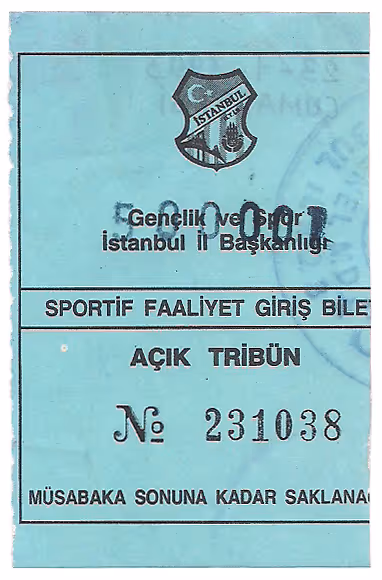 İSTANBUL
Gençlik ve Spor
İstanbul İl Başkanlığı
SPORTİF FAALİYET GİRİŞ BİLE
AÇIK TRİBÜN
№ 231038
MÜSABAKA SONUNA KADAR SAKLANA